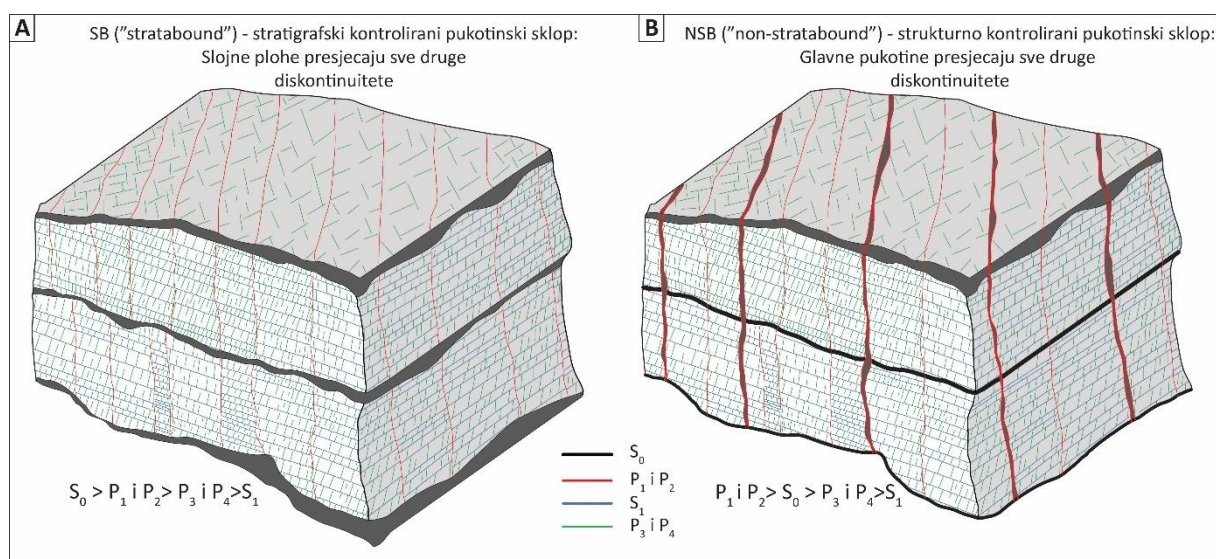 A
SB ("stratabound") - stratigrafski kontrolirani pukotinski sklop:
Slojne plohe presjecaju sve druge
diskontinuitete
B
NSB ("non-stratabound") - strukturno kontrolirani pukotinski sklop:
Glavne pukotine presjecaju sve druge
diskontinuitete
S₀ > P₁ i P₂> P₃ i P₄>S₁
S₀
P₁ i P₂
S₁
P₃ i P₄
P₁ i P₂> S₀ > P₃ i P₄>S₁